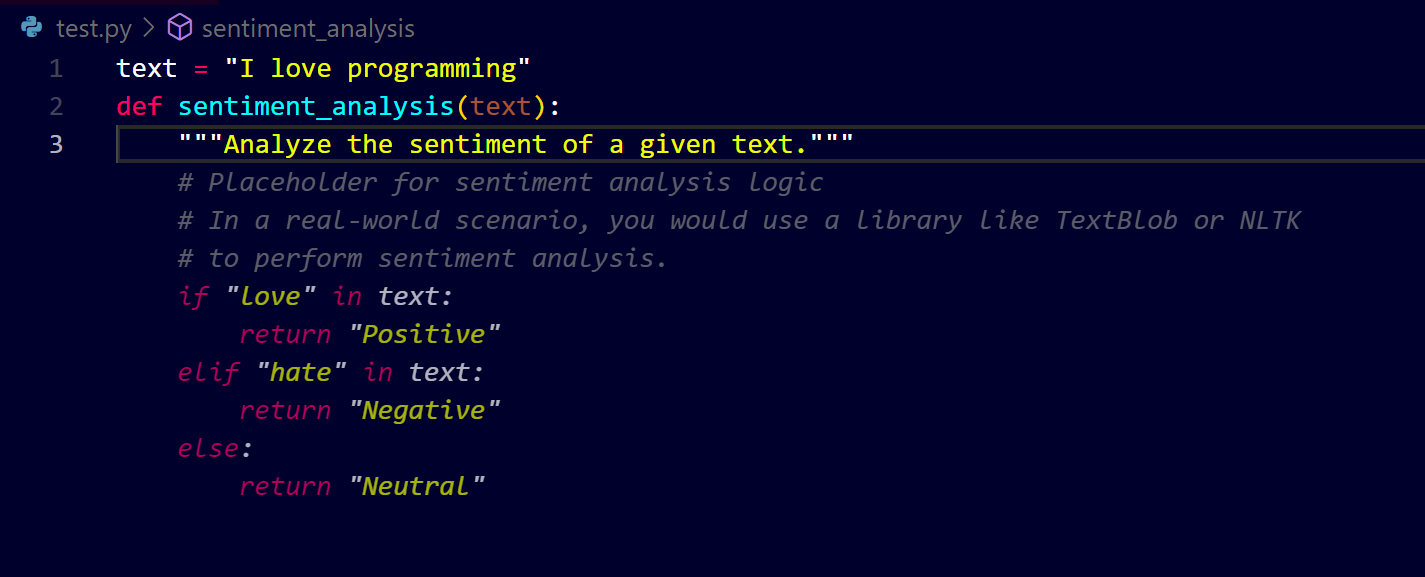 test.py > sentiment_analysis
1 text = "I love programming"
2 def sentiment_analysis(text):
3     """Analyze the sentiment of a given text."""
    # Placeholder for sentiment analysis logic
    # In a real-world scenario, you would use a library like TextBlob or NLTK
    # to perform sentiment analysis.
    if "love" in text:
        return "Positive"
    elif "hate" in text:
        return "Negative"
    else:
        return "Neutral"